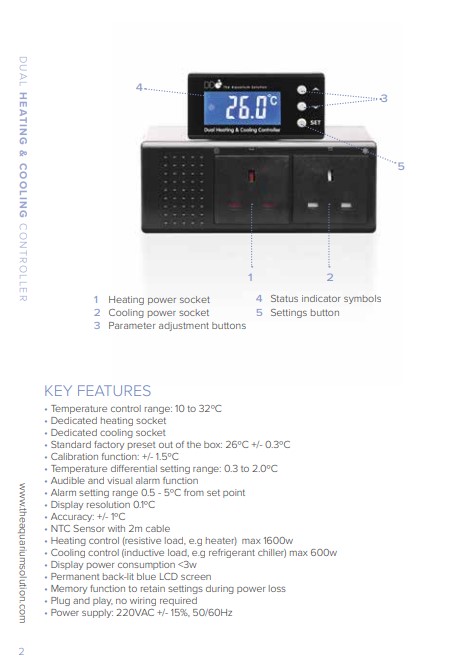 DUAL HEATING & COOLING CONTROLLER
4
The Aquarium Solution
26.0°C
SET
Dual Heating & Cooling Controller
3
5
1
2
1 Heating power socket
2 Cooling power socket
3 Parameter adjustment buttons
4 Status indicator symbols
5 Settings button
KEY FEATURES
• Temperature control range: 10 to 32ºC
• Dedicated heating socket
• Dedicated cooling socket
• Standard factory preset out of the box: 26ºC +/- 0.3ºC
• Calibration function: +/- 1.5ºC
• Temperature differential setting range: 0.3 to 2.0ºC
• Audible and visual alarm function
• Alarm setting range 0.5 - 5ºC from set point
• Display resolution 0.1ºC
• Accuracy: +/- 1ºC
• NTC Sensor with 2m cable
• Heating control (resistive load, e.g heater) max 1600w
• Cooling control (inductive load, e.g refrigerant chiller) max 600w
• Display power consumption <3w
• Permanent back-lit blue LCD screen
• Memory function to retain settings during power loss
• Plug and play, no wiring required
• Power supply: 220VAC +/- 15%, 50/60Hz
www.theaquariumsolution.com
2